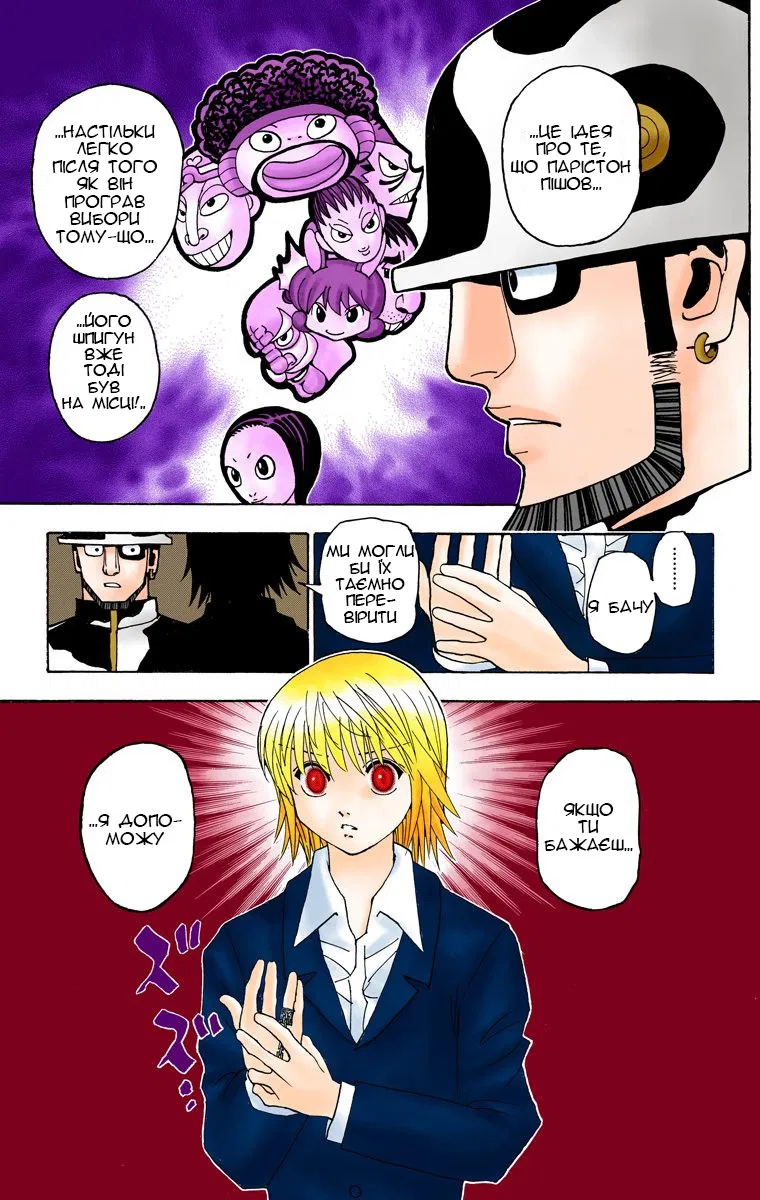 ...ЦЕ ІДЕЯ
ПРО ТЕ,
ЩО ПАРІСТОН
ПІШОВ...
...НАСТІЛЬКИ
ЛЕГКО
ПІСЛЯ ТОГО
ЯК ВІН
ПРОГРАВ
ВИБОРИ
ТОМУ-ЩО...
...ЙОГО
ШПИГУН
ВЖЕ
ТОДІ
БУВ
НА МІСЦІ!..
.........
Я БАЧУ
МИ МОГЛИ
БИ ЇХ
ТАЄМНО
ПЕРЕ-
ВІРИТИ
ЯКЩО
ТИ
БАЖАЄШ...
...Я ДОПО-
МОЖУ
ズズ...